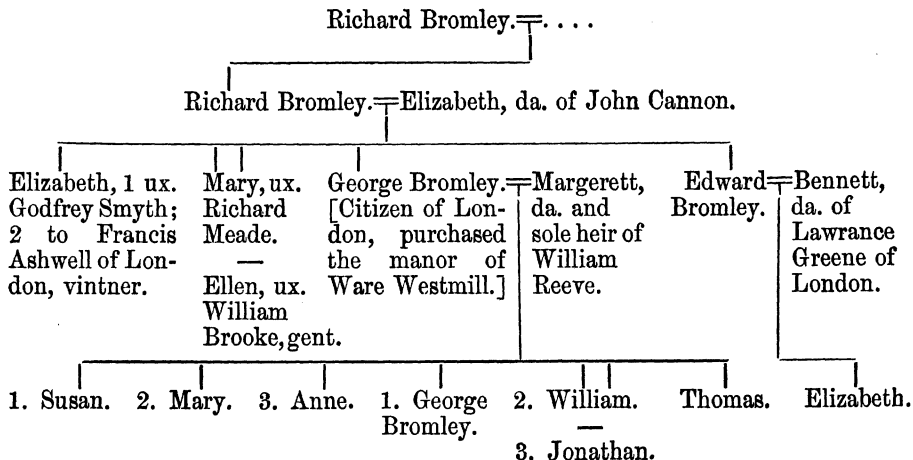 Richard Bromley.=. . . .
Richard Bromley.=Elizabeth, da. of John Cannon.
Elizabeth, 1 ux.
Godfrey Smyth;
2 to Francis
Ashwell of Lon-
don, vintner.
Mary, ux.
Richard
Meade.
—
Ellen, ux.
William
Brooke, gent.
George Bromley.=
[Citizen of Lon-
don, purchased
the manor of
Ware Westmill.]
Margerett,
da. and
sole heir of
William
Reeve.
Edward=
Bromley.
Bennett,
da. of
Lawrance
Greene of
London.
1. Susan.
2. Mary.
3. Anne.
1. George
Bromley.
2. William.
—
3. Jonathan.
Thomas.
Elizabeth.